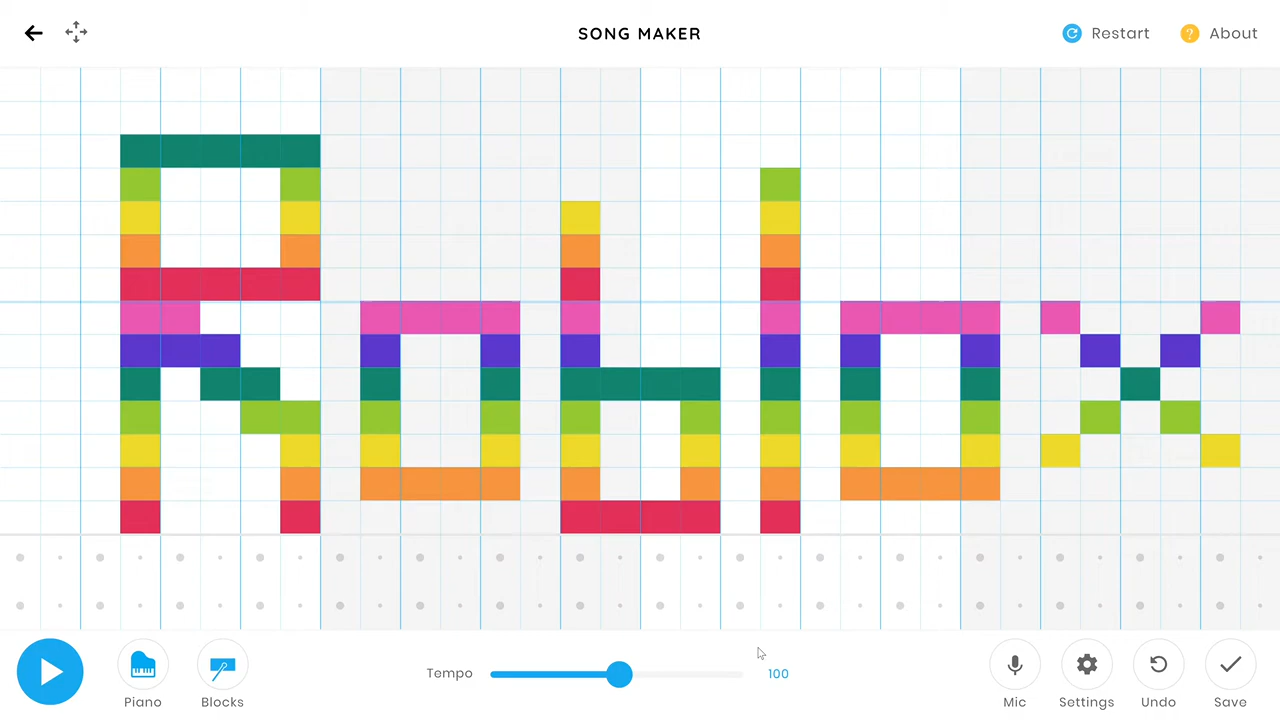 SONG MAKER
Restart
? About
Roblox
Tempo
100
Piano
Blocks
Mic
Settings
Undo
Save